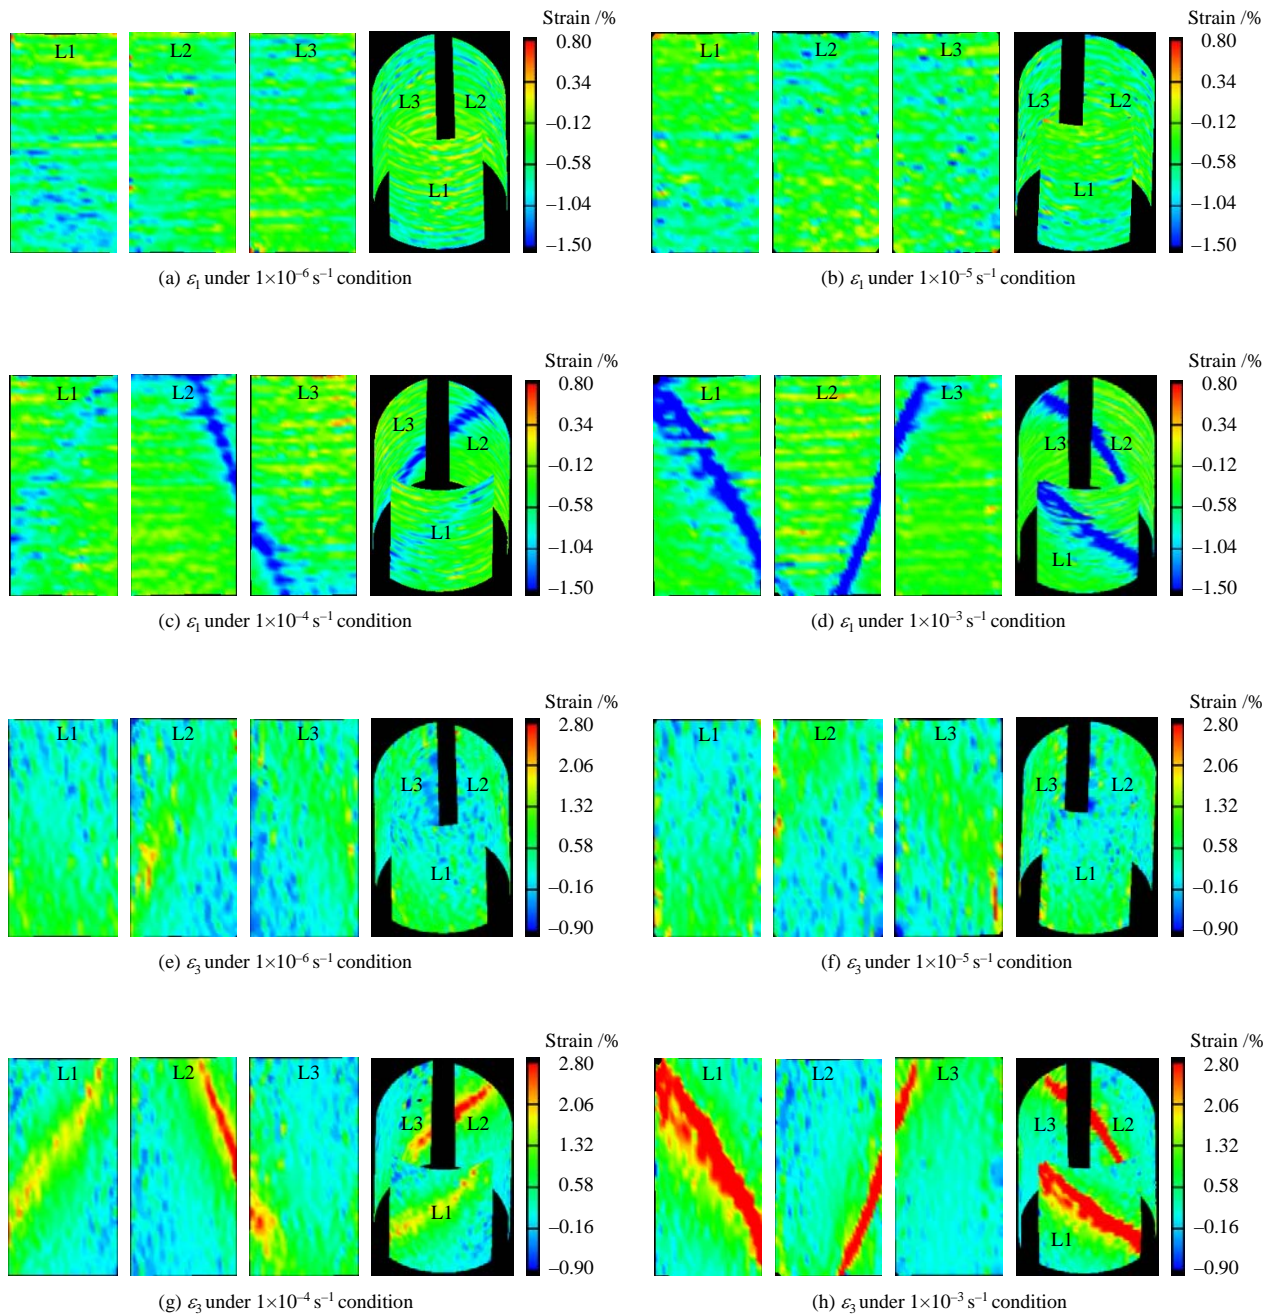 Strain /%
L1 L2 L3 L3 L2 L1
0.80
0.34
–0.12
–0.58
–1.04
–1.50
(a) ε₁ under 1×10⁻⁶ s⁻¹ condition
Strain /%
L1 L2 L3 L3 L2 L1
0.80
0.34
–0.12
–0.58
–1.04
–1.50
(b) ε₁ under 1×10⁻⁵ s⁻¹ condition
Strain /%
L1 L2 L3 L3 L2 L1
0.80
0.34
–0.12
–0.58
–1.04
–1.50
(c) ε₁ under 1×10⁻⁴ s⁻¹ condition
Strain /%
L1 L2 L3 L3 L2 L1
0.80
0.34
–0.12
–0.58
–1.04
–1.50
(d) ε₁ under 1×10⁻³ s⁻¹ condition
Strain /%
L1 L2 L3 L3 L2 L1
2.80
2.06
1.32
0.58
–0.16
–0.90
(e) ε₃ under 1×10⁻⁶ s⁻¹ condition
Strain /%
L1 L2 L3 L3 L2 L1
2.80
2.06
1.32
0.58
–0.16
–0.90
(f) ε₃ under 1×10⁻⁵ s⁻¹ condition
Strain /%
L1 L2 L3 L3 L2 L1
2.80
2.06
1.32
0.58
–0.16
–0.90
(g) ε₃ under 1×10⁻⁴ s⁻¹ condition
Strain /%
L1 L2 L3 L3 L2 L1
2.80
2.06
1.32
0.58
–0.16
–0.90
(h) ε₃ under 1×10⁻³ s⁻¹ condition